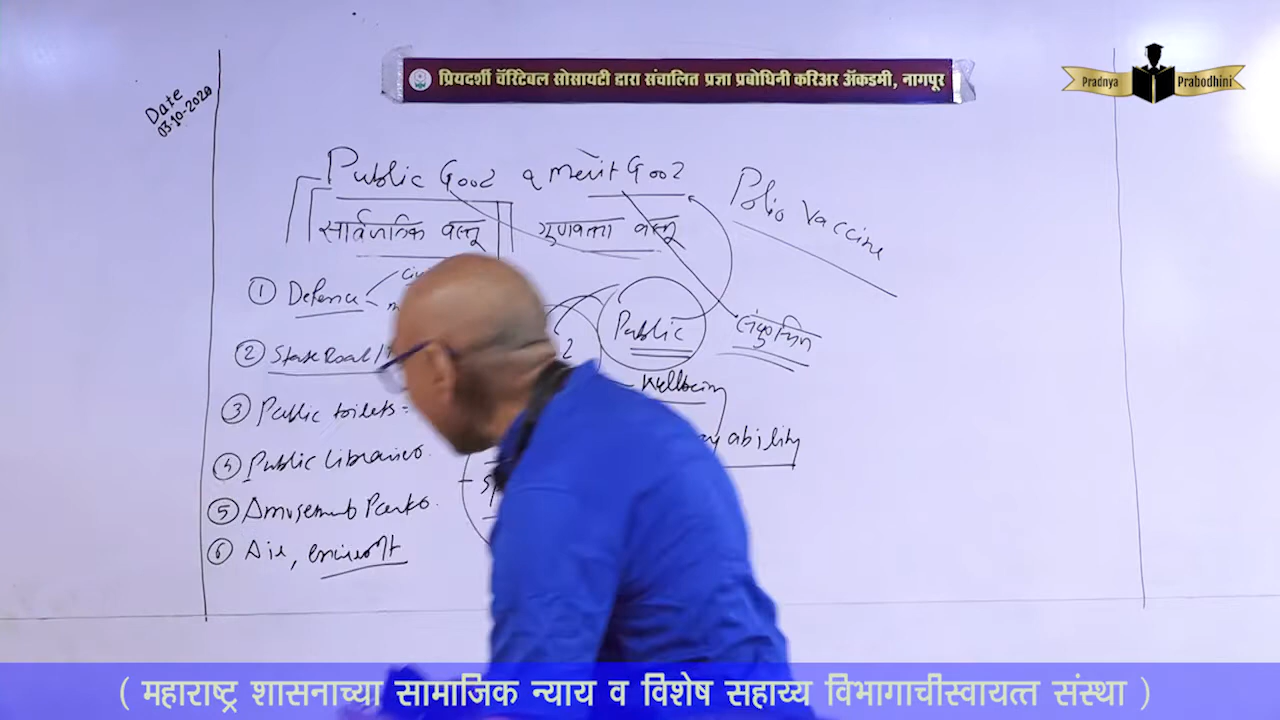 प्रियदर्शी चॅरिटेबल सोसायटी द्वारा संचालित प्रज्ञा प्रबोधिनी करिअर ॲकडमी, नागपूर
Pradnya Prabodhini
Date
03-10-2020
Public Good व merit Good
सार्वजनिक वस्तू गुणवत्ता वस्तू
Polio Vaccine
① Defence
Public
संकुचित
② State Road
Wellbeing
③ Public toilets =
ability
④ Public Libraries
⑤ Amusement Parks
⑥ Air,
( महाराष्ट्र शासनाच्या सामाजिक न्याय व विशेष सहाय्य विभागाचीस्वायत्त संस्था )